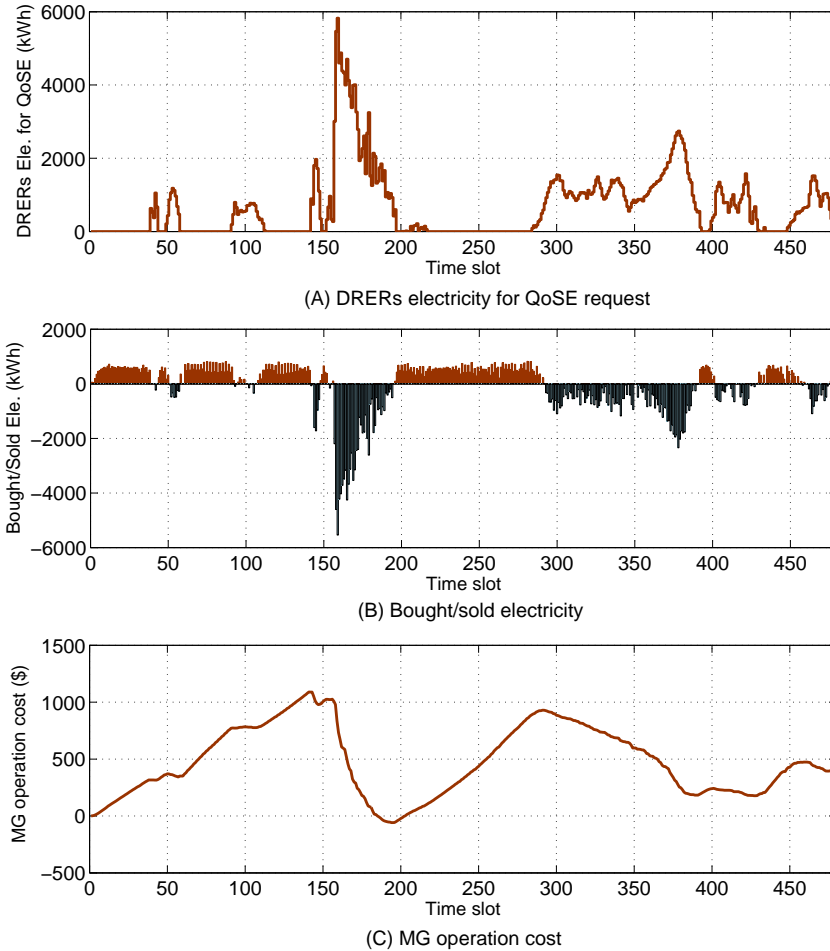 DRERs Ele. for QoSE (kWh)
6000
4000
2000
0
0 50 100 150 200 250 300 350 400 450
Time slot
(A) DRERs electricity for QoSE request
Bought/Sold Ele. (kWh)
2000
0
−2000
−4000
−6000
0 50 100 150 200 250 300 350 400 450
Time slot
(B) Bought/sold electricity
MG operation cost ($)
1500
1000
500
0
−500
0 50 100 150 200 250 300 350 400 450
Time slot
(C) MG operation cost